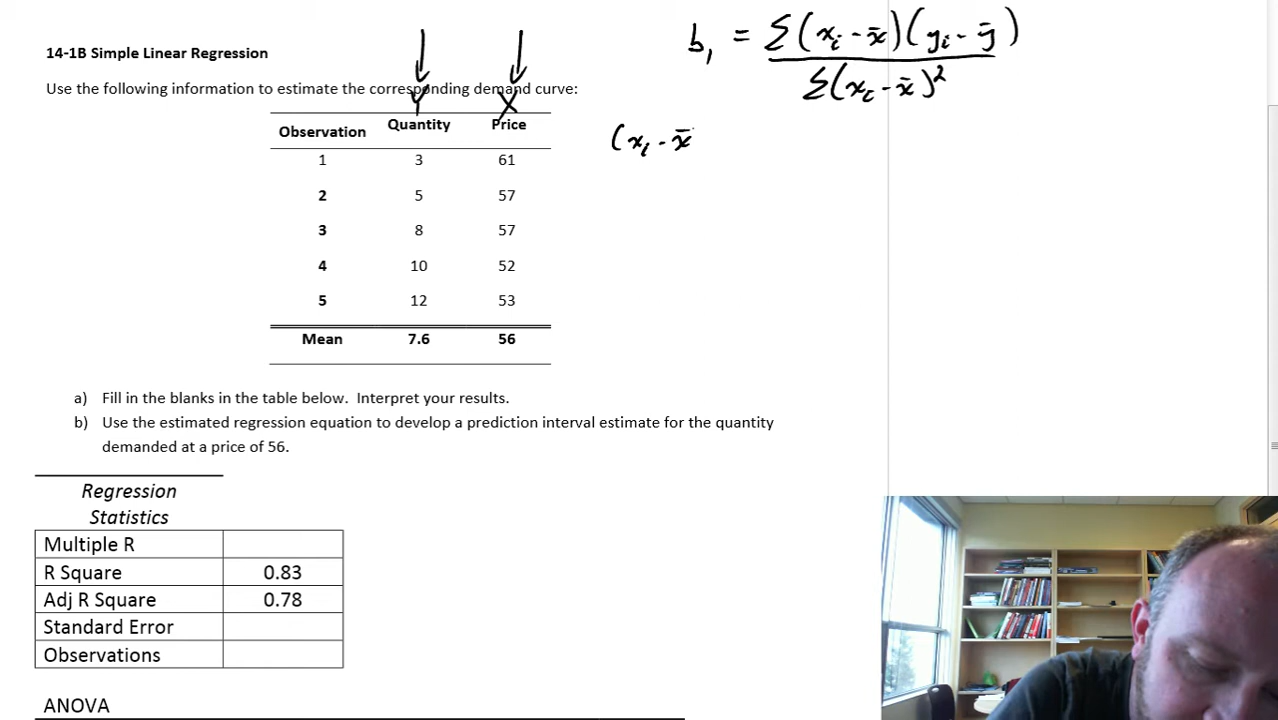 14-1B Simple Linear Regression
b₁ = Σ(xᵢ - x̄)(yᵢ - ȳ)
Σ(xᵢ - x̄)²
Use the following information to estimate the corresponding demand curve:
Y X
Observation Quantity Price
(xᵢ - x̄
1 3 61
2 5 57
3 8 57
4 10 52
5 12 53
Mean 7.6 56
a) Fill in the blanks in the table below. Interpret your results.
b) Use the estimated regression equation to develop a prediction interval estimate for the quantity
demanded at a price of 56.
Regression
Statistics
Multiple R
R Square 0.83
Adj R Square 0.78
Standard Error
Observations
ANOVA